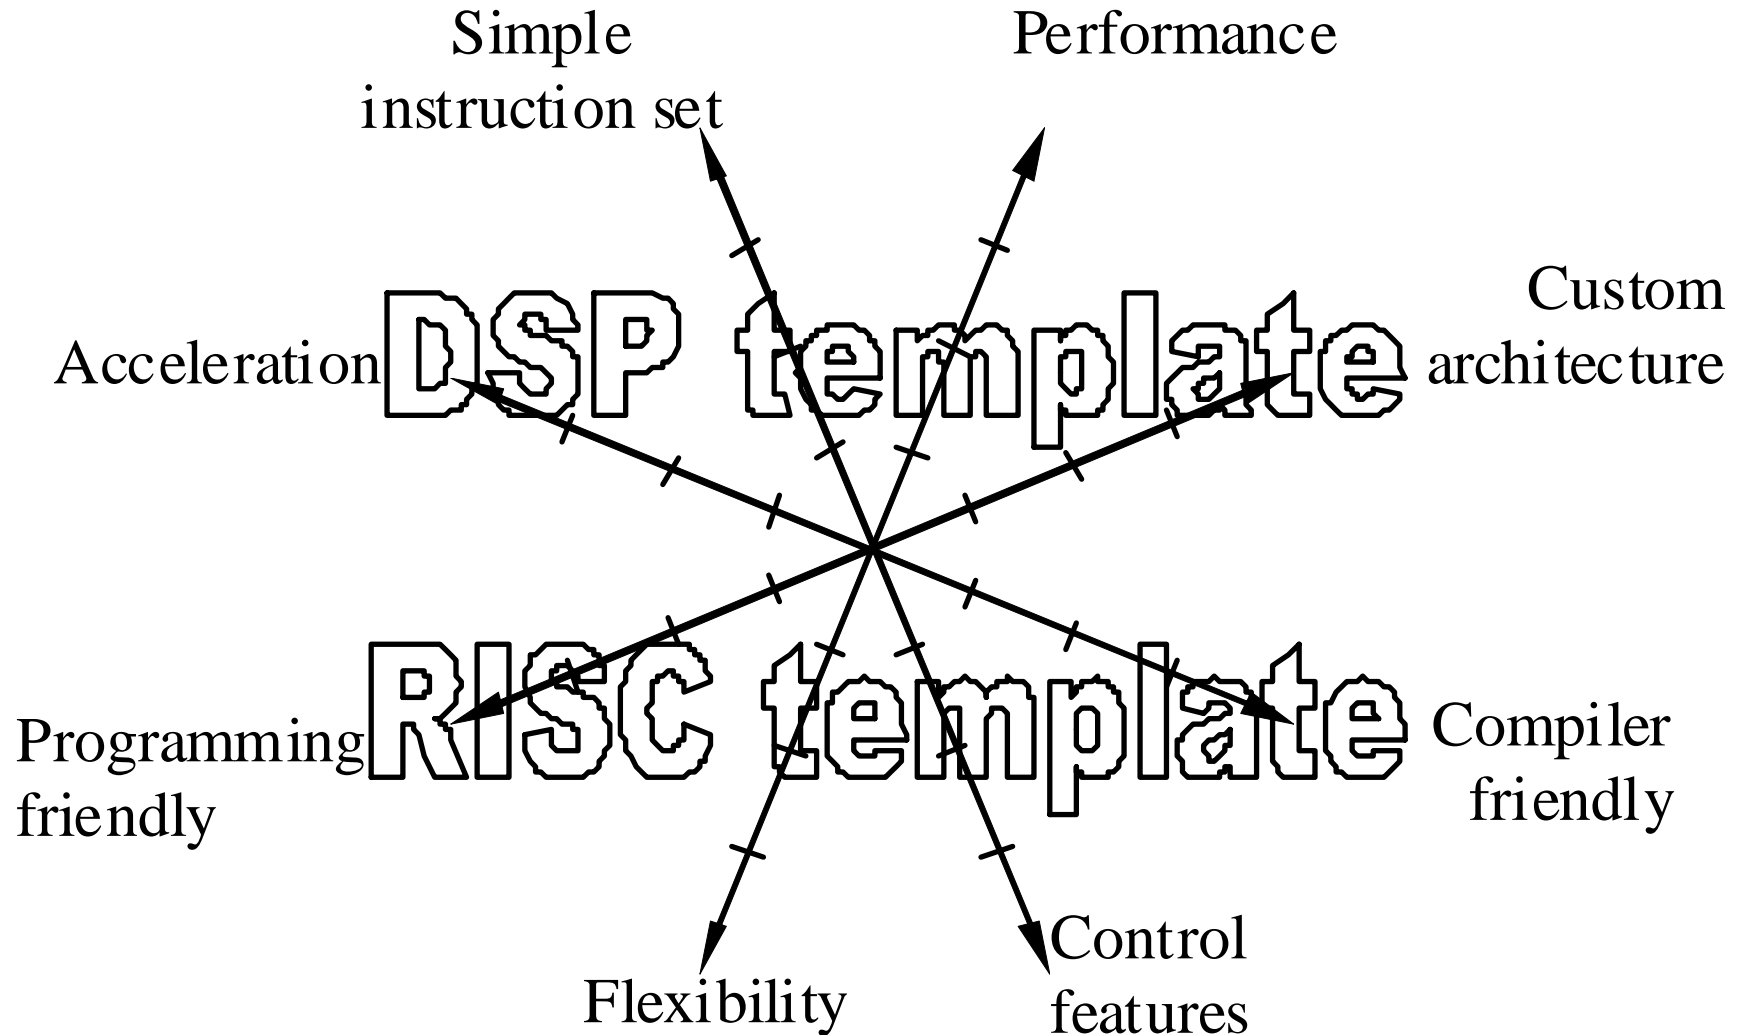 Simple
instruction set
Performance
Custom
architecture
Acceleration
DSP template
RISC template
Programming
friendly
Compiler
friendly
Flexibility
Control
features